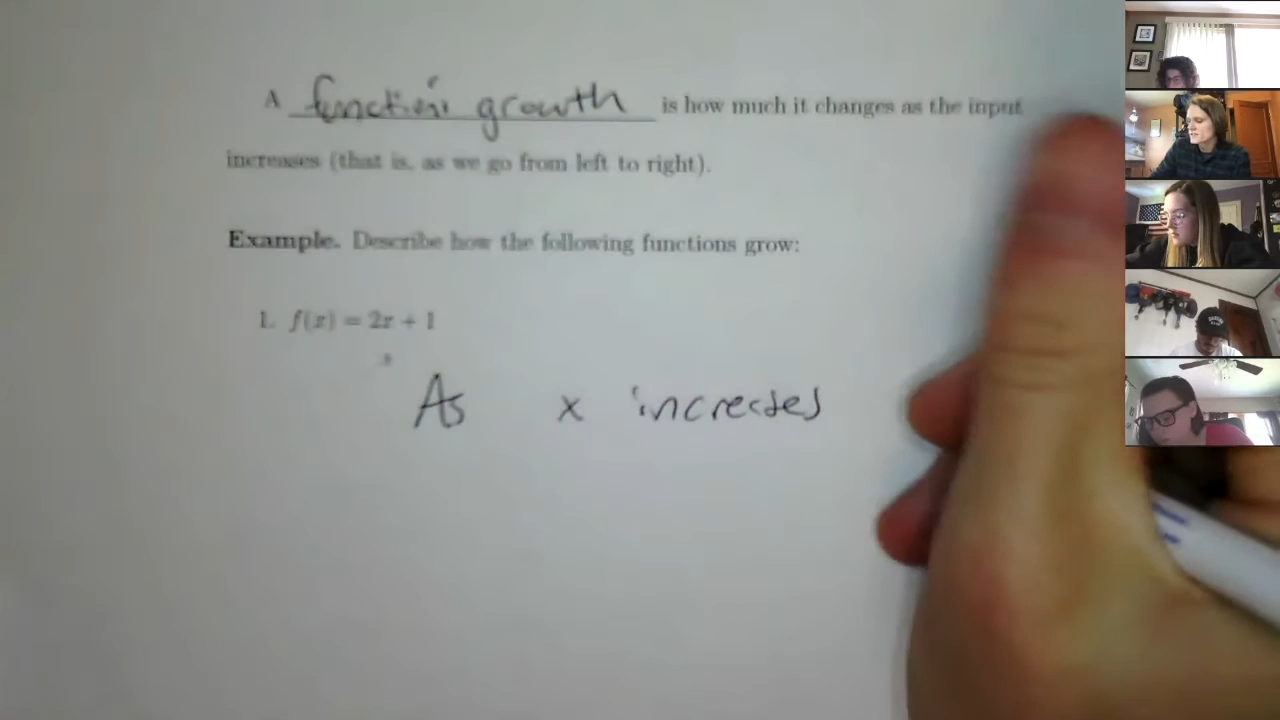 A function growth is how much it changes as the input
increases (that is, as we go from left to right).
Example. Describe how the following functions grow:
1. f(x) = 2x + 1
As x increases